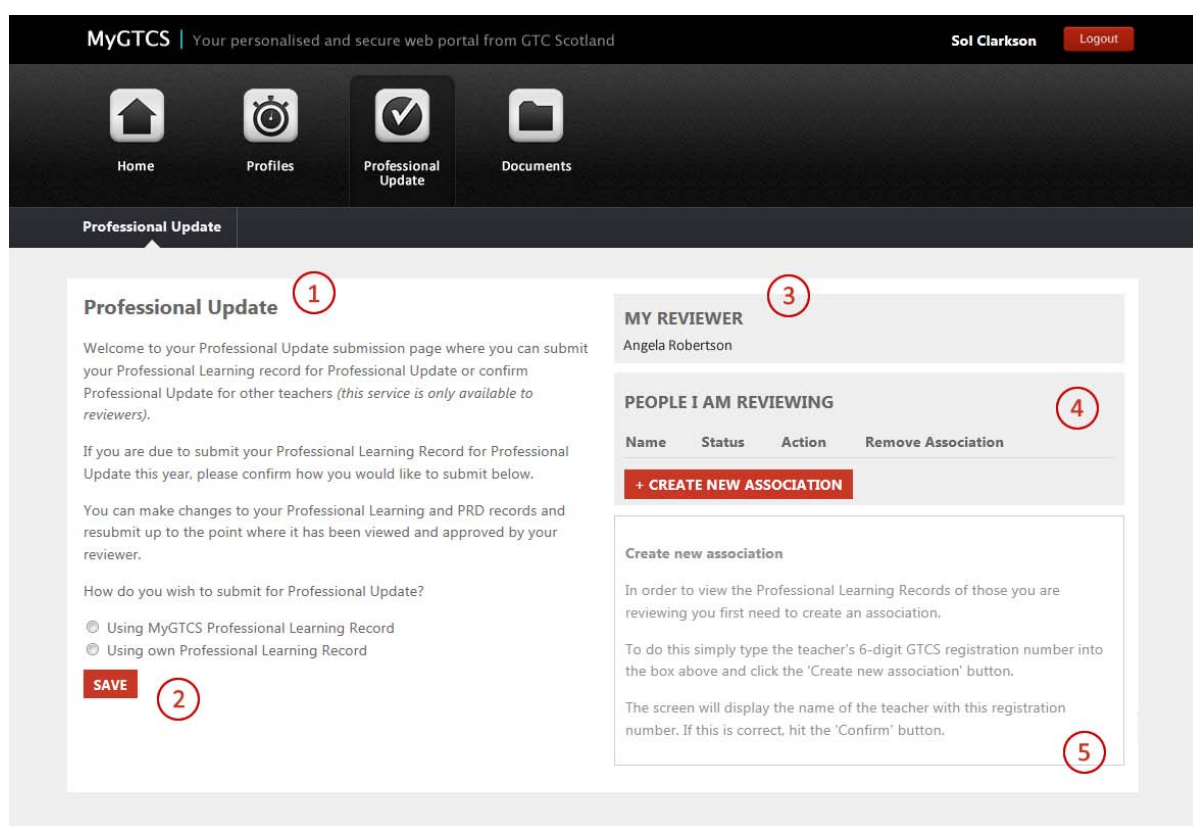 MyGTCS | Your personalised and secure web portal from GTC Scotland
Sol Clarkson
Logout
Home
Profiles
Professional
Update
Documents
Professional Update
Professional Update
1
Welcome to your Professional Update submission page where you can submit
your Professional Learning record for Professional Update or confirm
Professional Update for other teachers (this service is only available to
reviewers).
If you are due to submit your Professional Learning Record for Professional
Update this year, please confirm how you would like to submit below.
You can make changes to your Professional Learning and PRD records and
resubmit up to the point where it has been viewed and approved by your
reviewer.
How do you wish to submit for Professional Update?
Using MyGTCS Professional Learning Record
Using own Professional Learning Record
SAVE
2
3
MY REVIEWER
Angela Robertson
PEOPLE I AM REVIEWING
4
Name Status Action Remove Association
+ CREATE NEW ASSOCIATION
Create new association
In order to view the Professional Learning Records of those you are
reviewing you first need to create an association.
To do this simply type the teacher's 6-digit GTCS registration number into
the box above and click the 'Create new association' button.
The screen will display the name of the teacher with this registration
number. If this is correct, hit the 'Confirm' button.
5